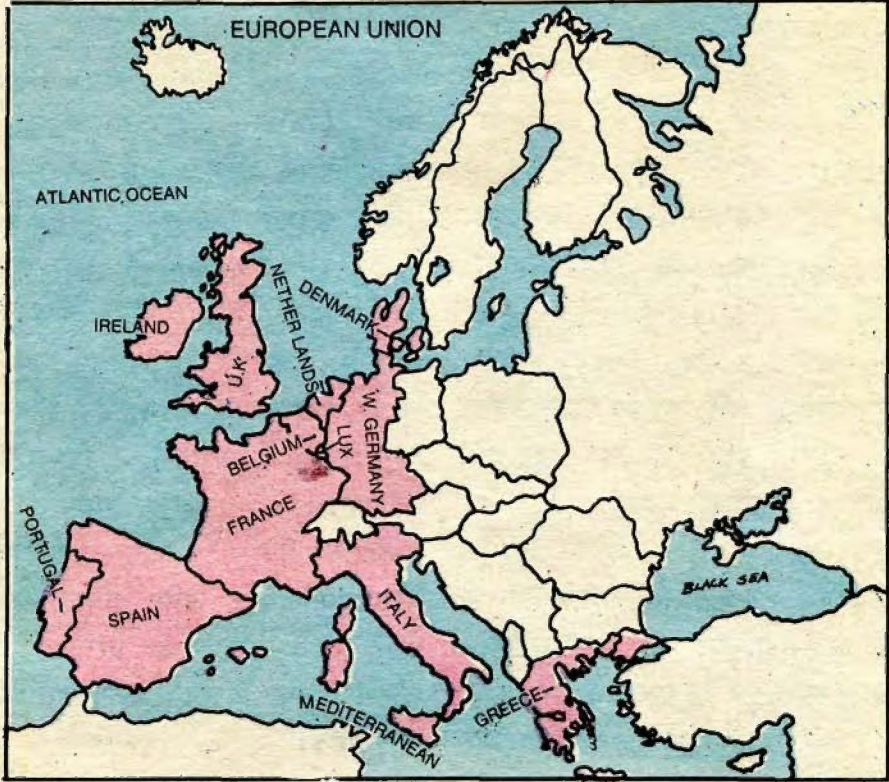 EUROPEAN UNION
ATLANTIC OCEAN
NETHER LANDS
DENMARK
IRELAND
U.K
W. GERMANY
LUX
BELGIUM
FRANCE
PORTUGAL
SPAIN
ITALY
BLACK SEA
GREECE
MEDITERRANEAN